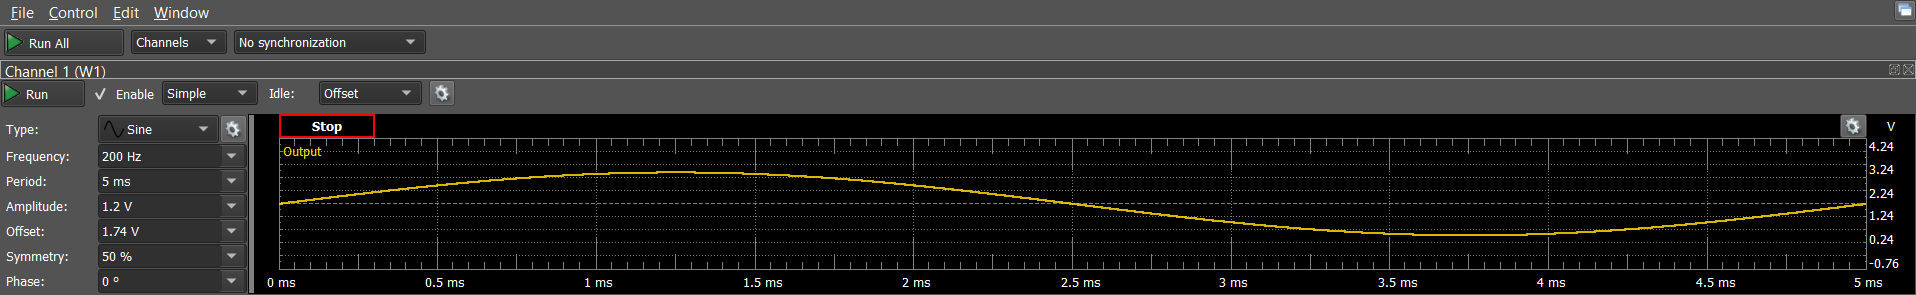 File Control Edit Window
Run All Channels No synchronization
Channel 1 (W1)
Run Enable Simple Idle: Offset
Type: Sine
Frequency: 200 Hz
Period: 5 ms
Amplitude: 1.2 V
Offset: 1.74 V
Symmetry: 50 %
Phase: 0 º
Stop
V
Output
4.24
3.24
2.24
1.24
0.24
-0.76
0 ms 0.5 ms 1 ms 1.5 ms 2 ms 2.5 ms 3 ms 3.5 ms 4 ms 4.5 ms 5 ms